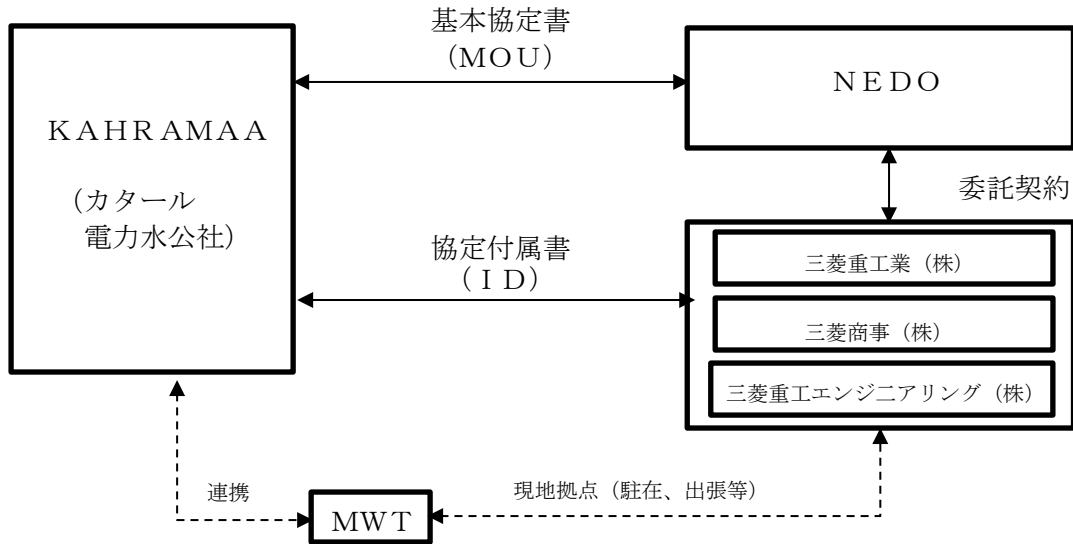 基本協定書
(MOU)
NEDO
KAHRAMAA
(カタール
電力水公社)
委託契約
協定付属書
(ID)
三菱重工業(株)
三菱商事(株)
三菱重工エンジニアリング(株)
連携
現地拠点(駐在、出張等)
MWT